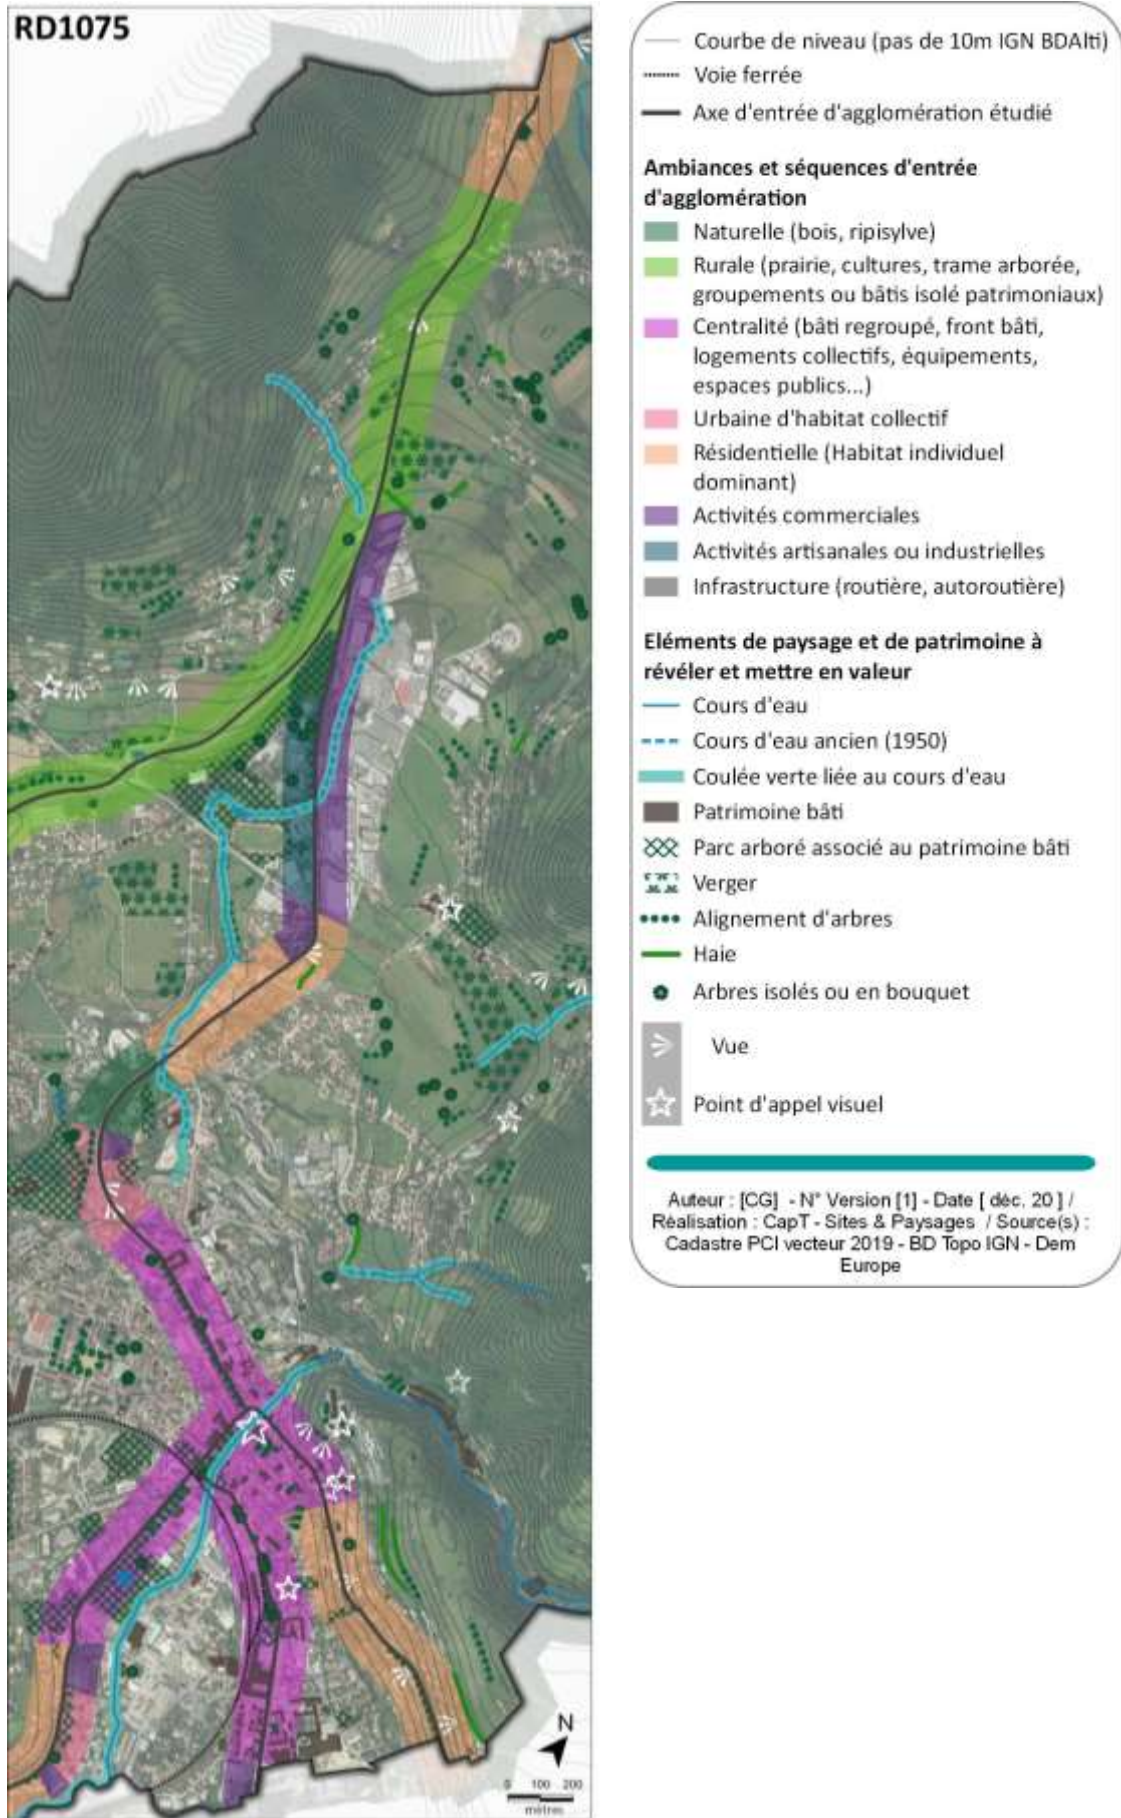 RD1075
Courbe de niveau (pas de 10m IGN BDAlti)
Voie ferrée
Axe d'entrée d'agglomération étudié
Ambiances et séquences d'entrée
d'agglomération
Naturelle (bois, ripisylve)
Rurale (prairie, cultures, trame arborée,
groupements ou bâtis isolé patrimoniaux)
Centralité (bâti regroupé, front bâti,
logements collectifs, équipements,
espaces publics...)
Urbaine d'habitat collectif
Résidentielle (Habitat individuel
dominant)
Activités commerciales
Activités artisanales ou industrielles
Infrastructure (routière, autoroutière)
Eléments de paysage et de patrimoine à
révéler et mettre en valeur
Cours d'eau
Cours d'eau ancien (1950)
Coulée verte liée au cours d'eau
Patrimoine bâti
Parc arboré associé au patrimoine bâti
Verger
Alignement d'arbres
Haie
Arbres isolés ou en bouquet
Vue
Point d'appel visuel
Auteur : [CG] - N° Version [1] - Date [ déc. 20 ] /
Réalisation : CapT - Sites & Paysages / Source(s) :
Cadastre PCI vecteur 2019 - BD Topo IGN - Dem
Europe
N
0 100 200
mètres